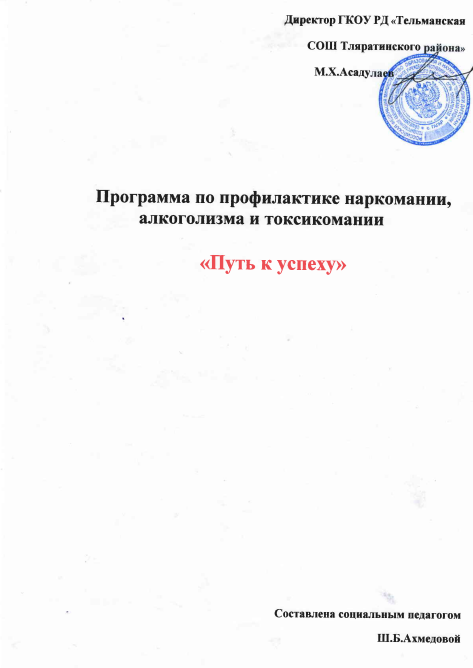 Директор ГКОУ РД «Тельманская
СОШ Тляратинского района»
М.Х.Асадулаев
Программа по профилактике наркомании,
алкоголизма и токсикомании
«Путь к успеху»
Составлена социальным педагогом
Ш.Б.Ахмедовой